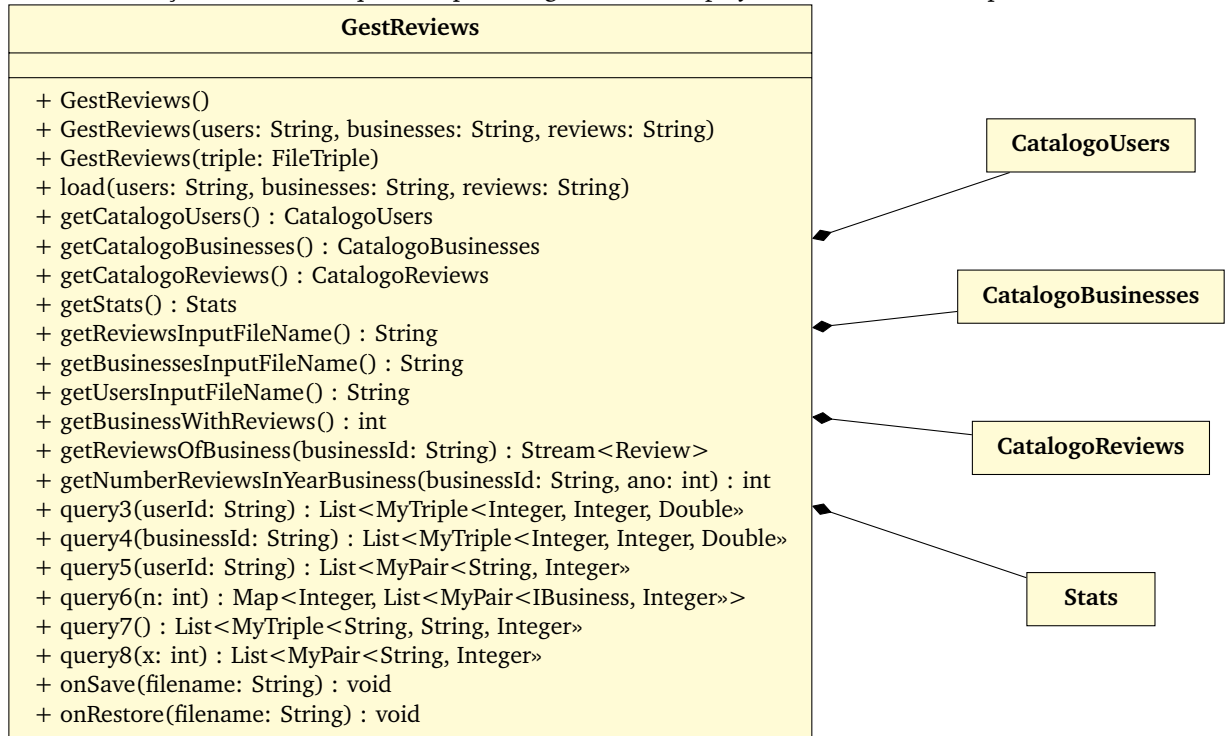 GestReviews
+ GestReviews()
+ GestReviews(users: String, businesses: String, reviews: String)
+ GestReviews(triple: FileTriple)
+ load(users: String, businesses: String, reviews: String)
+ getCatalogoUsers() : CatalogoUsers
+ getCatalogoBusinesses() : CatalogoBusinesses
+ getCatalogoReviews() : CatalogoReviews
+ getStats() : Stats
+ getReviewsInputFileName() : String
+ getBusinessesInputFileName() : String
+ getUsersInputFileName() : String
+ getBusinessWithReviews() : int
+ getReviewsOfBusiness(businessId: String) : Stream<Review>
+ getNumberReviewsInYearBusiness(businessId: String, ano: int) : int
+ query3(userId: String) : List<MyTriple<Integer, Integer, Double»
+ query4(businessId: String) : List<MyTriple<Integer, Integer, Double»
+ query5(userId: String) : List<MyPair<String, Integer»
+ query6(n: int) : Map<Integer, List<MyPair<IBusiness, Integer»>
+ query7() : List<MyTriple<String, String, Integer»
+ query8(x: int) : List<MyPair<String, Integer»
+ onSave(filename: String) : void
+ onRestore(filename: String) : void
CatalogoUsers
CatalogoBusinesses
CatalogoReviews
Stats